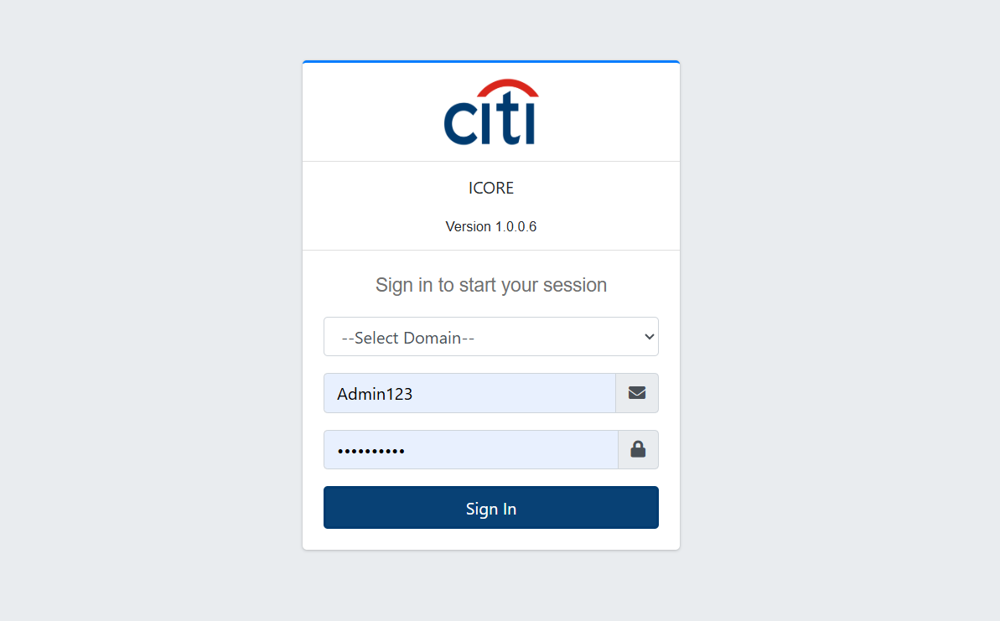 citi
ICORE
Version 1.0.0.6
Sign in to start your session
--Select Domain--
Admin123
••••••••••
Sign In